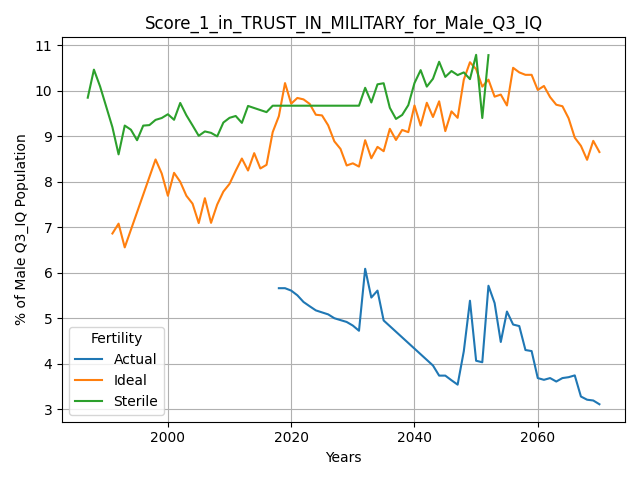 Score_1_in_TRUST_IN_MILITARY_for_Male_Q3_IQ
% of Male Q3_IQ Population
11
10
9
8
7
6
5
4
3
Fertility
Actual
Ideal
Sterile
2000
2020
2040
2060
Years